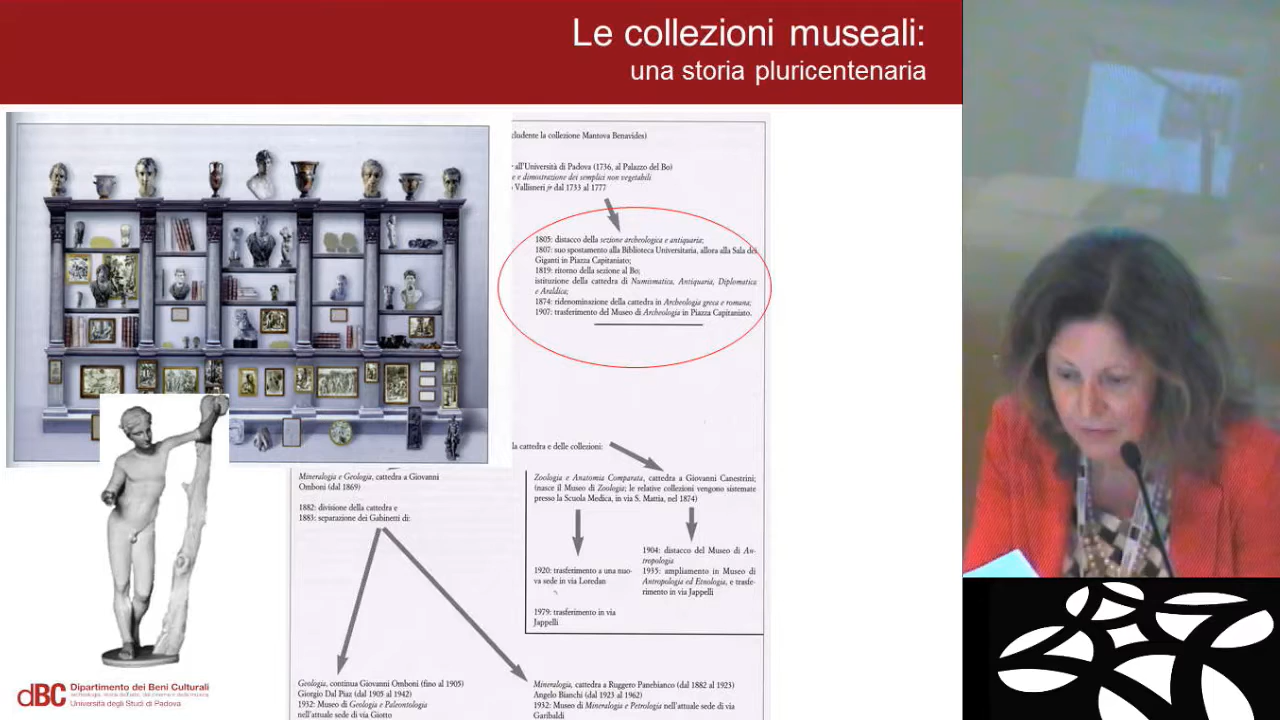 Le collezioni museali:
una storia pluricentenaria
cludente la collezione Mantova Benavides)
all'Università di Padova (1736, al Palazzo del Bo)
e e dimostrazione dei semplici non vegetabili
Vallisneri jr dal 1733 al 1777
1805: distacco della sezione archeologica e antiquaria;
1807: suo spostamento alla Biblioteca Universitaria, allora alla Sala dei
Giganti in Piazza Capitaniato;
1819: ritorno della sezione al Bo;
istituzione della cattedra di Numismatica, Antiquaria, Diplomatica
e Araldica;
1874: ridenominazione della cattedra in Archeologia greca e romana;
1907: trasferimento del Museo di Archeologia in Piazza Capitaniato.
la cattedra e delle collezioni:
Mineralogia e Geologia, cattedra a Giovanni
Omboni (dal 1869)
1882: divisione della cattedra e
1883: separazione dei Gabinetti di:
Zoologia e Anatomia Comparata, cattedra a Giovanni Canestrini;
(nasce il Museo di Zoologia; le relative collezioni vengono sistemate
presso la Scuola Medica, in via S. Mattia, nel 1874)
1920: trasferimento a una nuo-
va sede in via Loredan
1979: trasferimento in via
Jappelli
1904: distacco del Museo di An-
tropologia
1935: ampliamento in Museo di
Antropologia ed Etnologia, e trasfe-
rimento in via Jappelli
Geologia, continua Giovanni Omboni (fino al 1905)
Giorgio Dal Piaz (dal 1905 al 1942)
1932: Museo di Geologia e Paleontologia
nell'attuale sede di via Giotto
Mineralogia, cattedra a Ruggero Panebianco (dal 1882 al 1923)
Angelo Bianchi (dal 1923 al 1962)
1932: Museo di Mineralogia e Petrologia nell'attuale sede di via
Garibaldi
dBC Dipartimento dei Beni Culturali
archeologia, storia dell'arte, del cinema e della musica
Università degli Studi di Padova